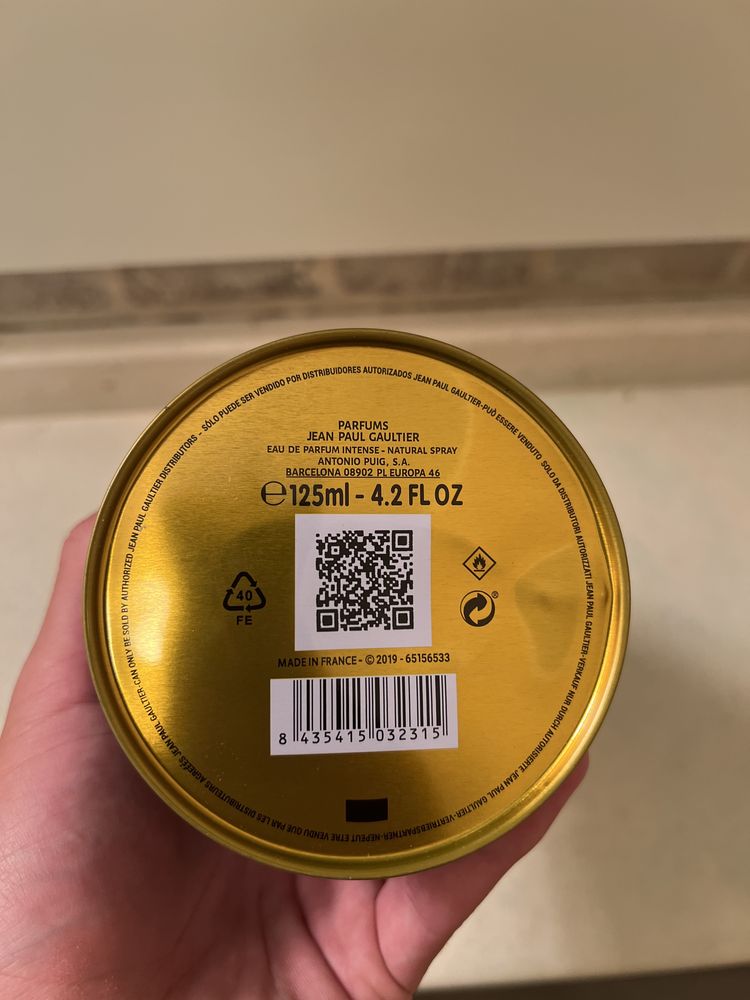 PARFUMS
JEAN PAUL GAULTIER
EAU DE PARFUM INTENSE - NATURAL SPRAY
ANTONIO PUIG, S.A.
BARCELONA 08902 PL EUROPA 46
℮125ml - 4.2 FL OZ
40
FE
MADE IN FRANCE - © 2019 - 65156533
8 435415 032315
CAN ONLY BE SOLD BY AUTHORIZED JEAN PAUL GAULTIER DISTRIBUTORS - SÓLO PUEDE SER VENDIDO POR DISTRIBUIDORES AUTORIZADOS JEAN PAUL GAULTIER-PUÒ ESSERE VENDUTO SOLO DA DISTRIBUTORI AUTORIZZATI JEAN PAUL GAULTIER-VERKAUF NUR DURCH AUTORISIERTE JEAN PAUL GAULTIER-VERTRIEBSPARTNER-NEPEUT ETRE VENDU QUE PAR LES DISTRIBUTEURS AGREÉS JEAN PAUL GAULTIER-